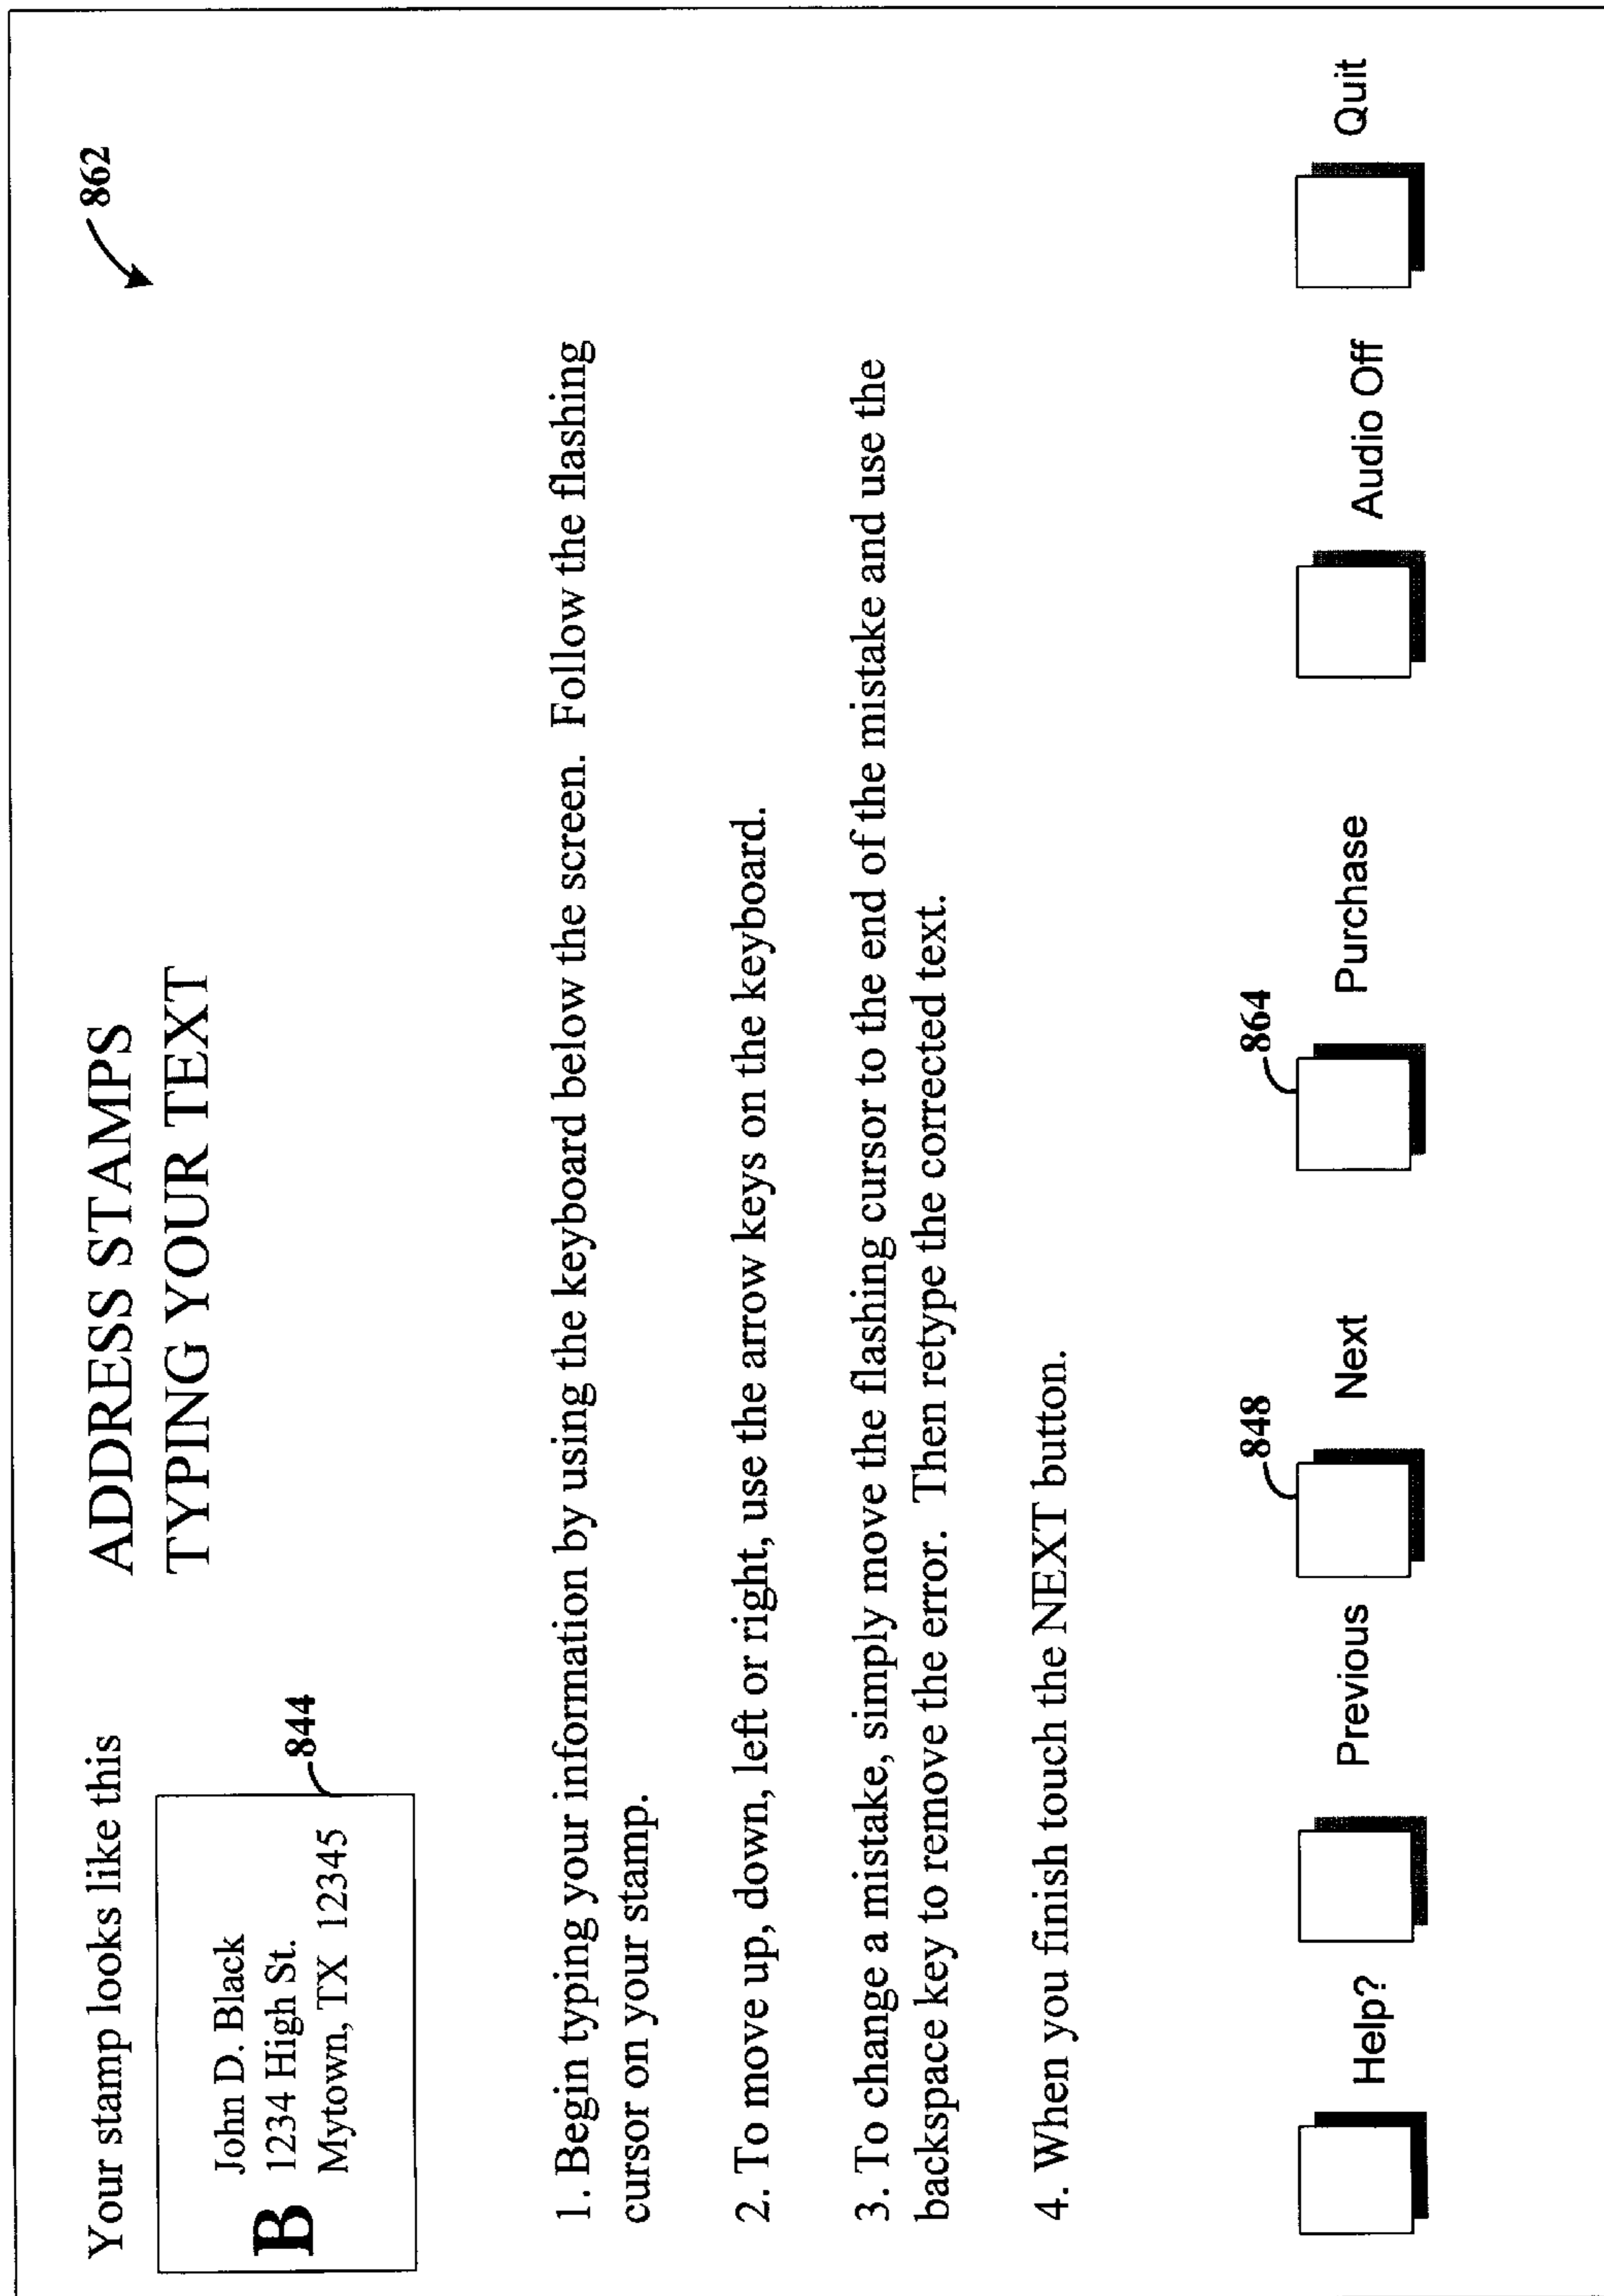 Your stamp looks like this
ADDRESS STAMPS
TYPING YOUR TEXT
862
B
John D. Black
1234 High St.
Mytown, TX 12345
844
1. Begin typing your information by using the keyboard below the screen. Follow the flashing
cursor on your stamp.
2. To move up, down, left or right, use the arrow keys on the keyboard.
3. To change a mistake, simply move the flashing cursor to the end of the mistake and use the
backspace key to remove the error. Then retype the corrected text.
4. When you finish touch the NEXT button.
848
864
Help?
Previous
Next
Purchase
Audio Off
Quit